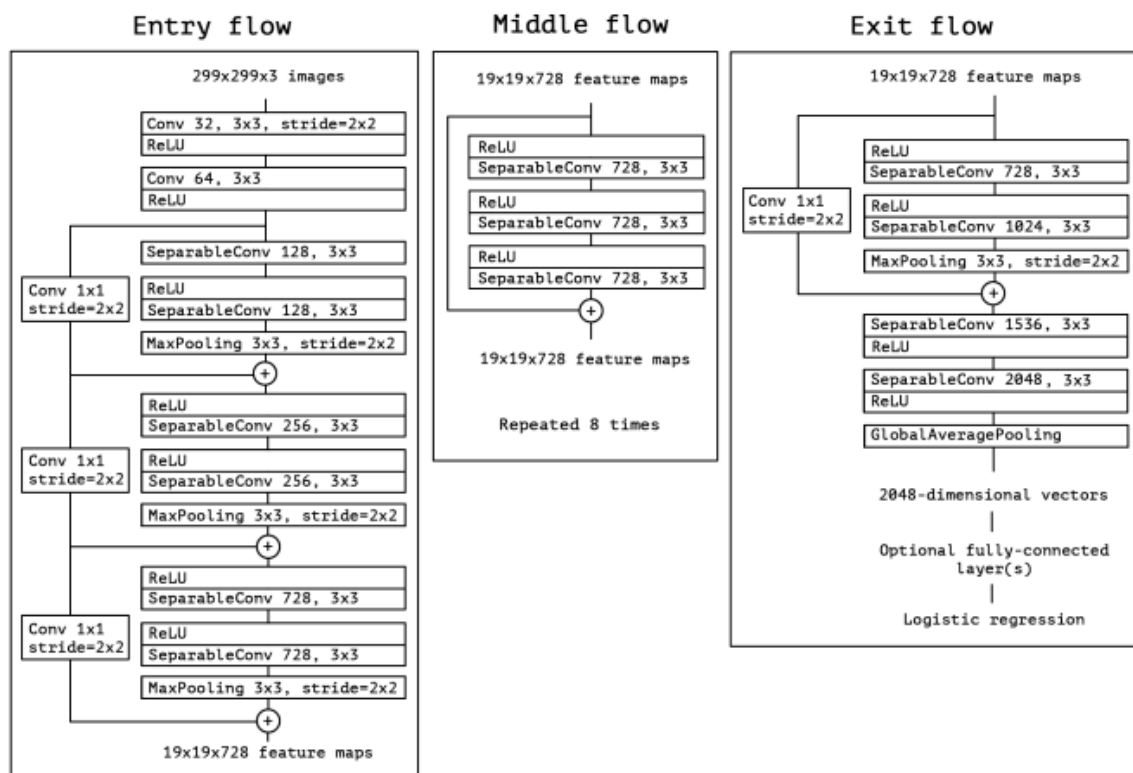 Entry flow
299x299x3 images
Conv 32, 3x3, stride=2x2
ReLU
Conv 64, 3x3
ReLU
SeparableConv 128, 3x3
Conv 1x1
stride=2x2
ReLU
SeparableConv 128, 3x3
MaxPooling 3x3, stride=2x2
+
ReLU
SeparableConv 256, 3x3
Conv 1x1
stride=2x2
ReLU
SeparableConv 256, 3x3
MaxPooling 3x3, stride=2x2
+
ReLU
SeparableConv 728, 3x3
Conv 1x1
stride=2x2
ReLU
SeparableConv 728, 3x3
MaxPooling 3x3, stride=2x2
+
19x19x728 feature maps
Middle flow
19x19x728 feature maps
ReLU
SeparableConv 728, 3x3
ReLU
SeparableConv 728, 3x3
ReLU
SeparableConv 728, 3x3
+
19x19x728 feature maps
Repeated 8 times
Exit flow
19x19x728 feature maps
ReLU
SeparableConv 728, 3x3
Conv 1x1
stride=2x2
ReLU
SeparableConv 1024, 3x3
MaxPooling 3x3, stride=2x2
+
SeparableConv 1536, 3x3
ReLU
SeparableConv 2048, 3x3
ReLU
GlobalAveragePooling
2048-dimensional vectors
Optional fully-connected
layer(s)
Logistic regression